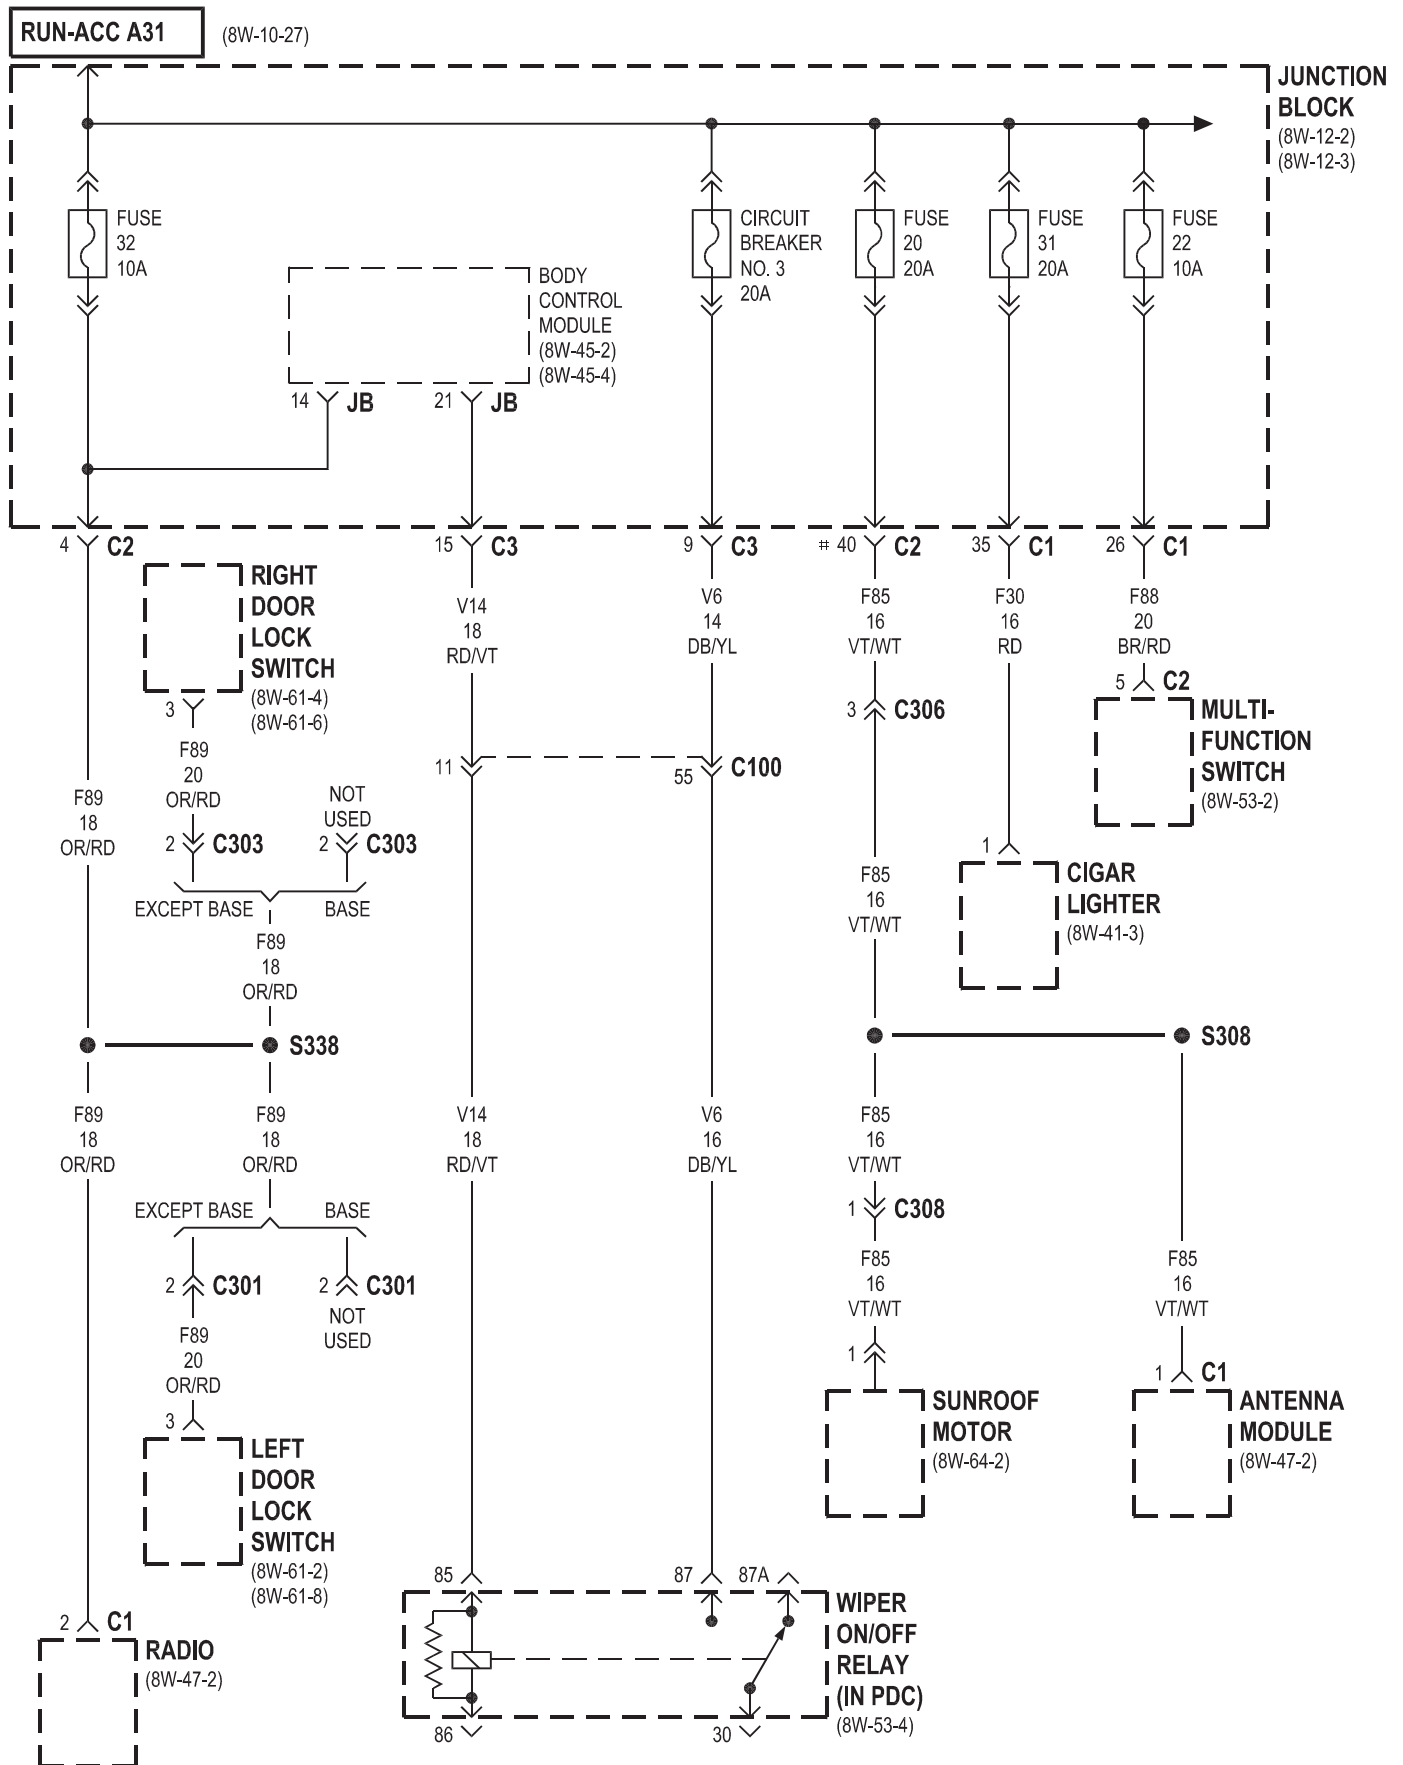 RUN-ACC A31
(8W-10-27)
JUNCTION
BLOCK
(8W-12-2)
(8W-12-3)
FUSE
32
10A
BODY
CONTROL
MODULE
(8W-45-2)
(8W-45-4)
CIRCUIT
BREAKER
NO. 3
20A
FUSE
20
20A
FUSE
31
20A
FUSE
22
10A
14 JB
21 JB
4 C2
15 C3
9 C3
# 40 C2
35 C1
26 C1
RIGHT
DOOR
LOCK
SWITCH
(8W-61-4)
(8W-61-6)
3
F89
20
OR/RD
2 C303
NOT
USED
2 C303
EXCEPT BASE
BASE
F89
18
OR/RD
F89
18
OR/RD
S338
V14
18
RD/VT
V6
14
DB/YL
11
55 C100
F85
16
VT/WT
3 C306
F85
16
VT/WT
F30
16
RD
1
CIGAR
LIGHTER
(8W-41-3)
F88
20
BR/RD
5 C2
MULTI-
FUNCTION
SWITCH
(8W-53-2)
S308
F89
18
OR/RD
F89
18
OR/RD
V14
18
RD/VT
V6
16
DB/YL
F85
16
VT/WT
EXCEPT BASE
BASE
2 C301
2 C301
NOT
USED
F89
20
OR/RD
3
LEFT
DOOR
LOCK
SWITCH
(8W-61-2)
(8W-61-8)
1 C308
F85
16
VT/WT
1
SUNROOF
MOTOR
(8W-64-2)
F85
16
VT/WT
1 C1
ANTENNA
MODULE
(8W-47-2)
2 C1
RADIO
(8W-47-2)
85
87
87A
86
30
WIPER
ON/OFF
RELAY
(IN PDC)
(8W-53-4)